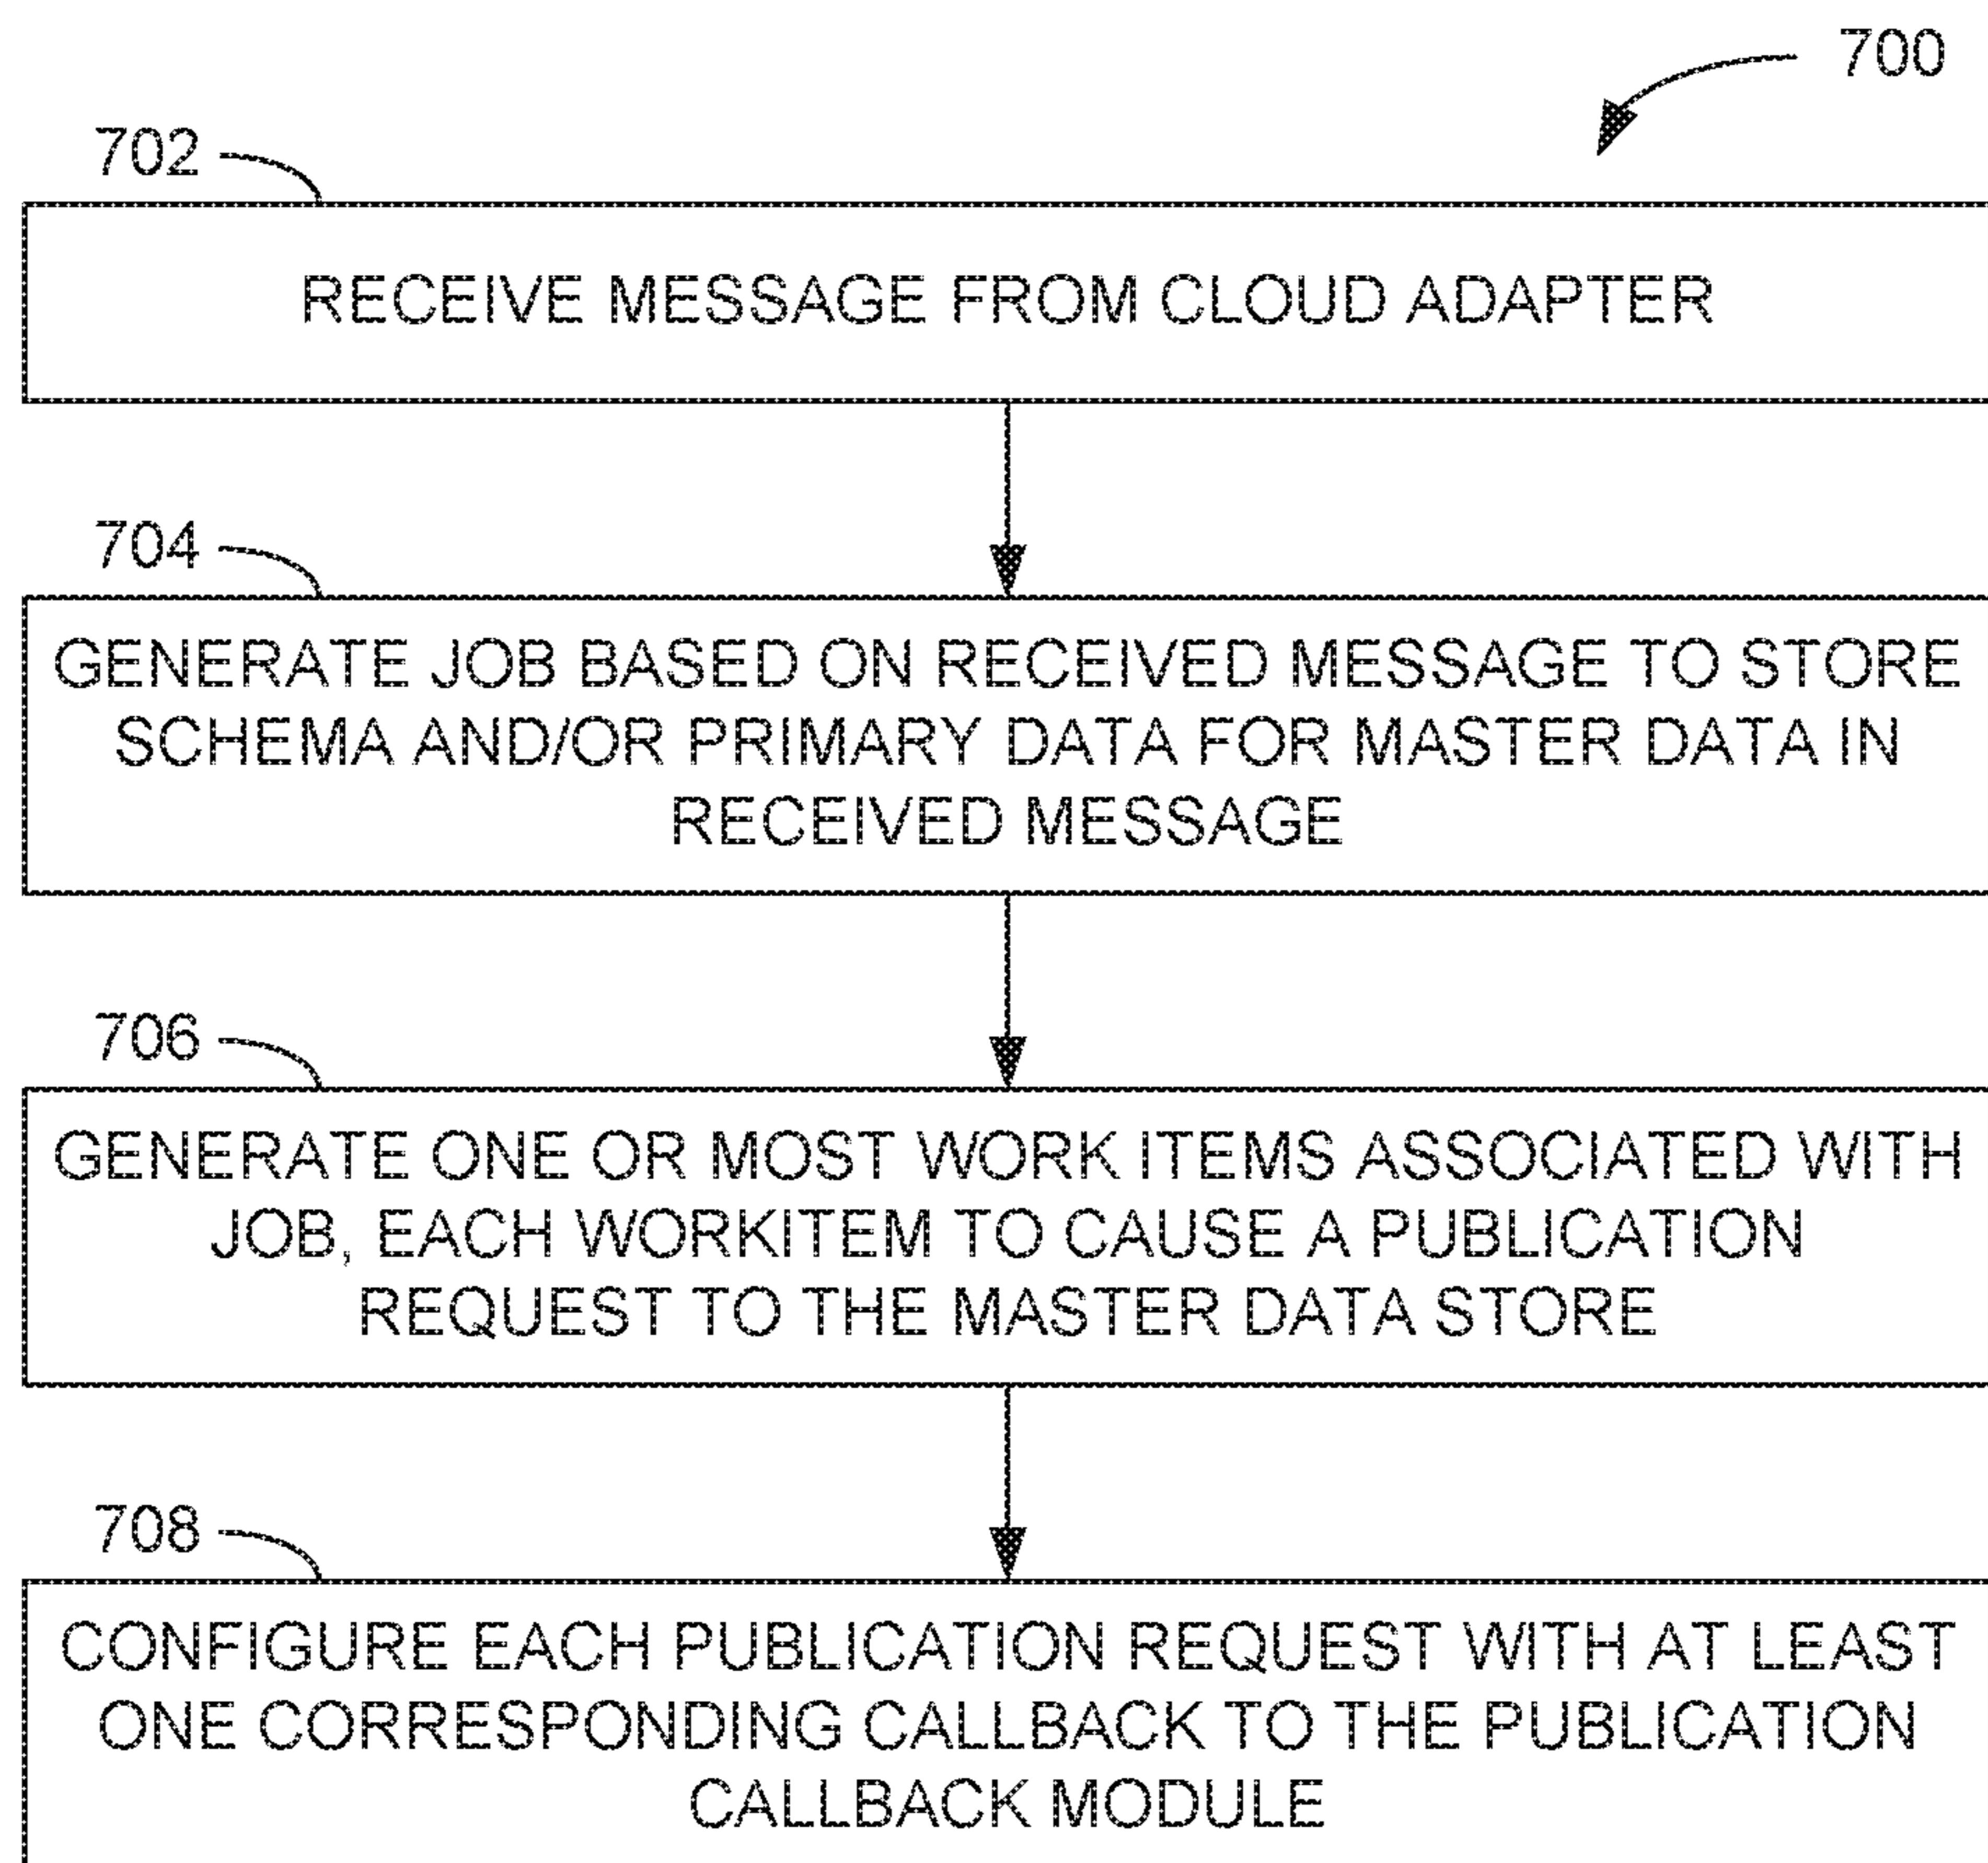 700
702
RECEIVE MESSAGE FROM CLOUD ADAPTER
704
GENERATE JOB BASED ON RECEIVED MESSAGE TO STORE
SCHEMA AND/OR PRIMARY DATA FOR MASTER DATA IN
RECEIVED MESSAGE
706
GENERATE ONE OR MOST WORK ITEMS ASSOCIATED WITH
JOB, EACH WORKITEM TO CAUSE A PUBLICATION
REQUEST TO THE MASTER DATA STORE
708
CONFIGURE EACH PUBLICATION REQUEST WITH AT LEAST
ONE CORRESPONDING CALLBACK TO THE PUBLICATION
CALLBACK MODULE